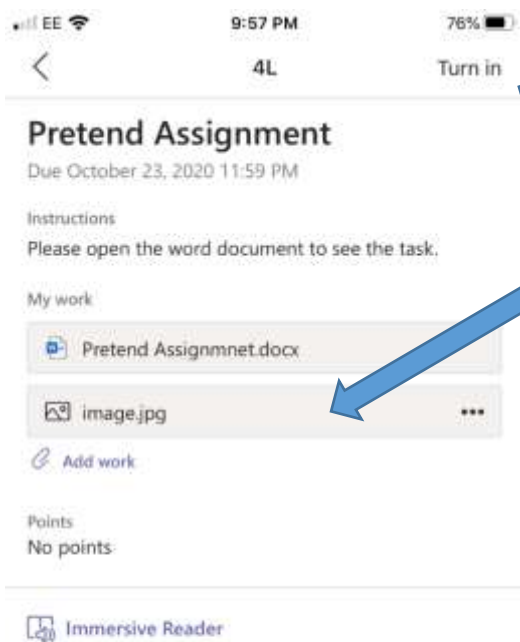 EE 9:57 PM 76%
4L Turn in
Pretend Assignment
Due October 23, 2020 11:59 PM
Instructions
Please open the word document to see the task.
My work
Pretend Assignmnet.docx
image.jpg •••
Add work
Points
No points
Immersive Reader